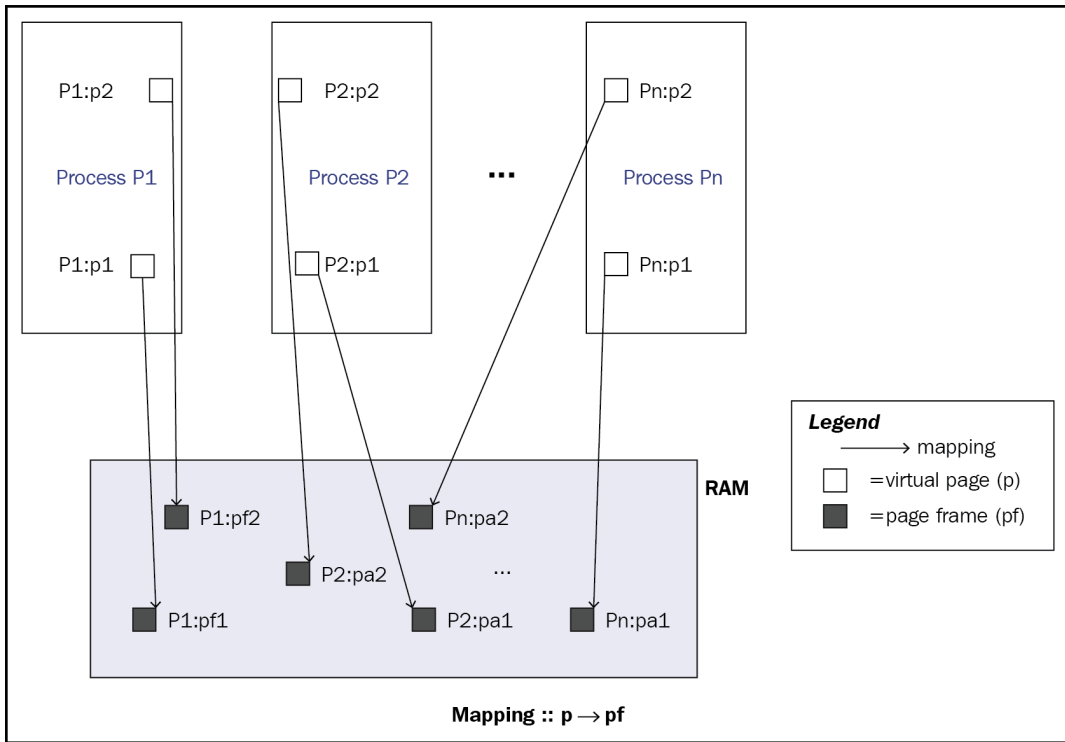 P1:p2
P2:p2
Pn:p2
Process P1
Process P2
...
Process Pn
P1:p1
P2:p1
Pn:p1
Legend
mapping
=virtual page (p)
=page frame (pf)
RAM
P1:pf2
Pn:pa2
P2:pa2
...
P1:pf1
P2:pa1
Pn:pa1
Mapping :: p → pf